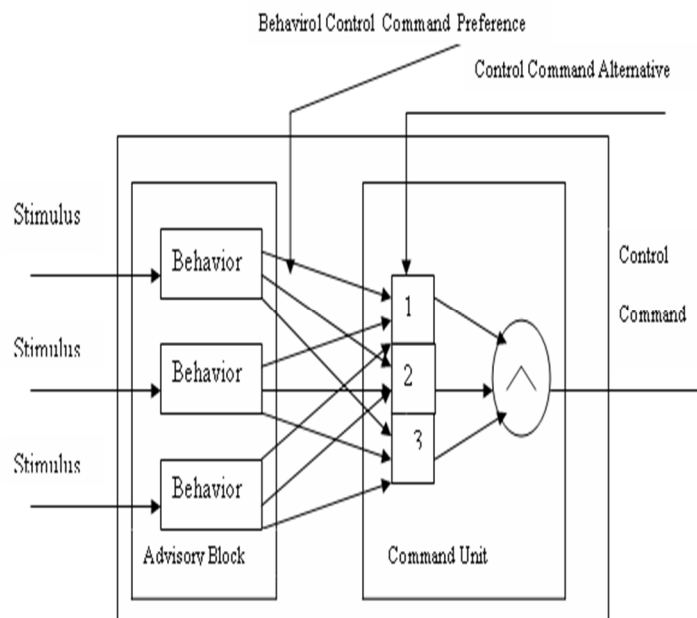 Behavirol Control Command Preference
Control Command Alternative
Stimulus
Behavior
1
Control
Command
Stimulus
Behavior
2
Stimulus
Behavior
3
Advisory Block
Command Unit